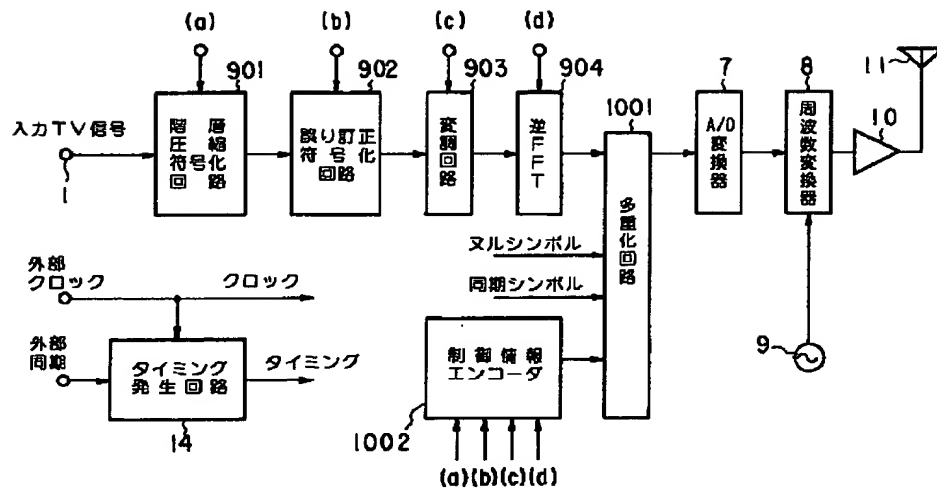 (a)
(b)
(c)
(d)
901
902
903
904
1001
7
8
11
10
入力TV信号
1
階層
圧縮
符号化
回路
誤り訂正
符号化
回路
変調回路
逆FFT
多重化回路
A/D変換器
周波数変換器
ヌルシンボル
同期シンボル
外部
クロック
クロック
外部
同期
タイミング
発生回路
タイミング
14
制御情報
エンコーダ
1002
9
(a)(b)(c)(d)